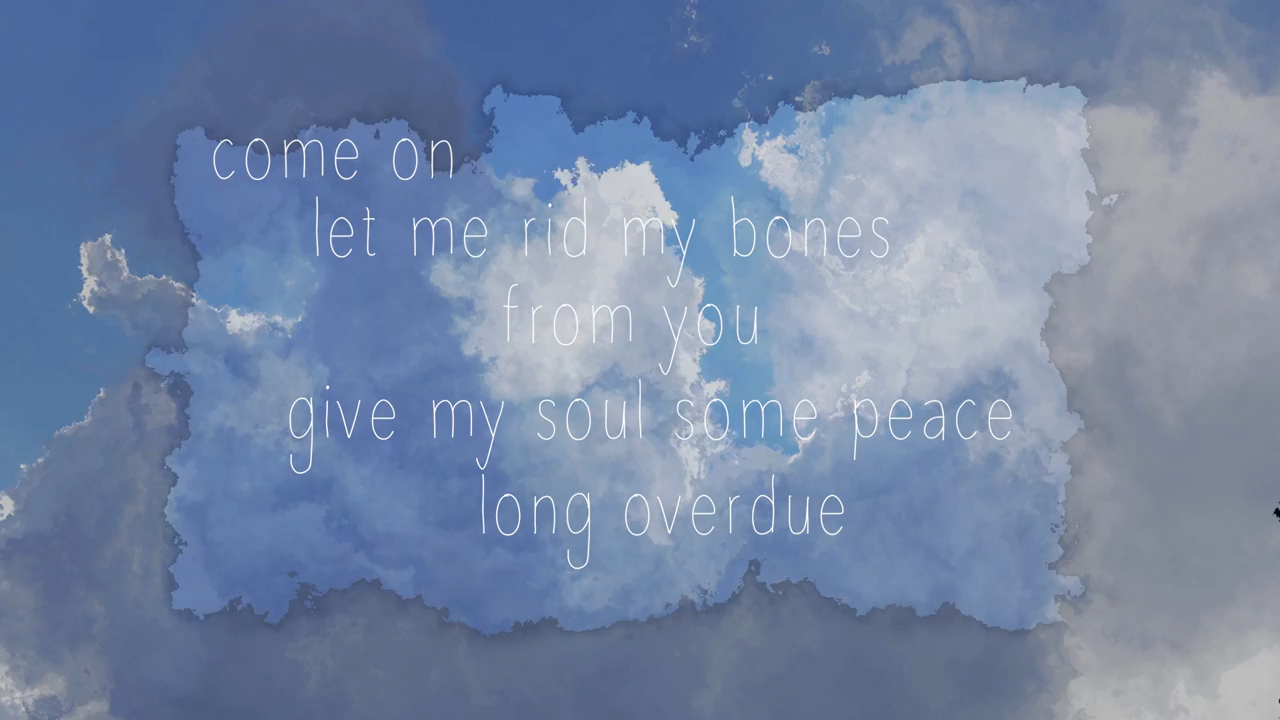 come on
let me rid my bones
from you
give my soul some peace
long overdue